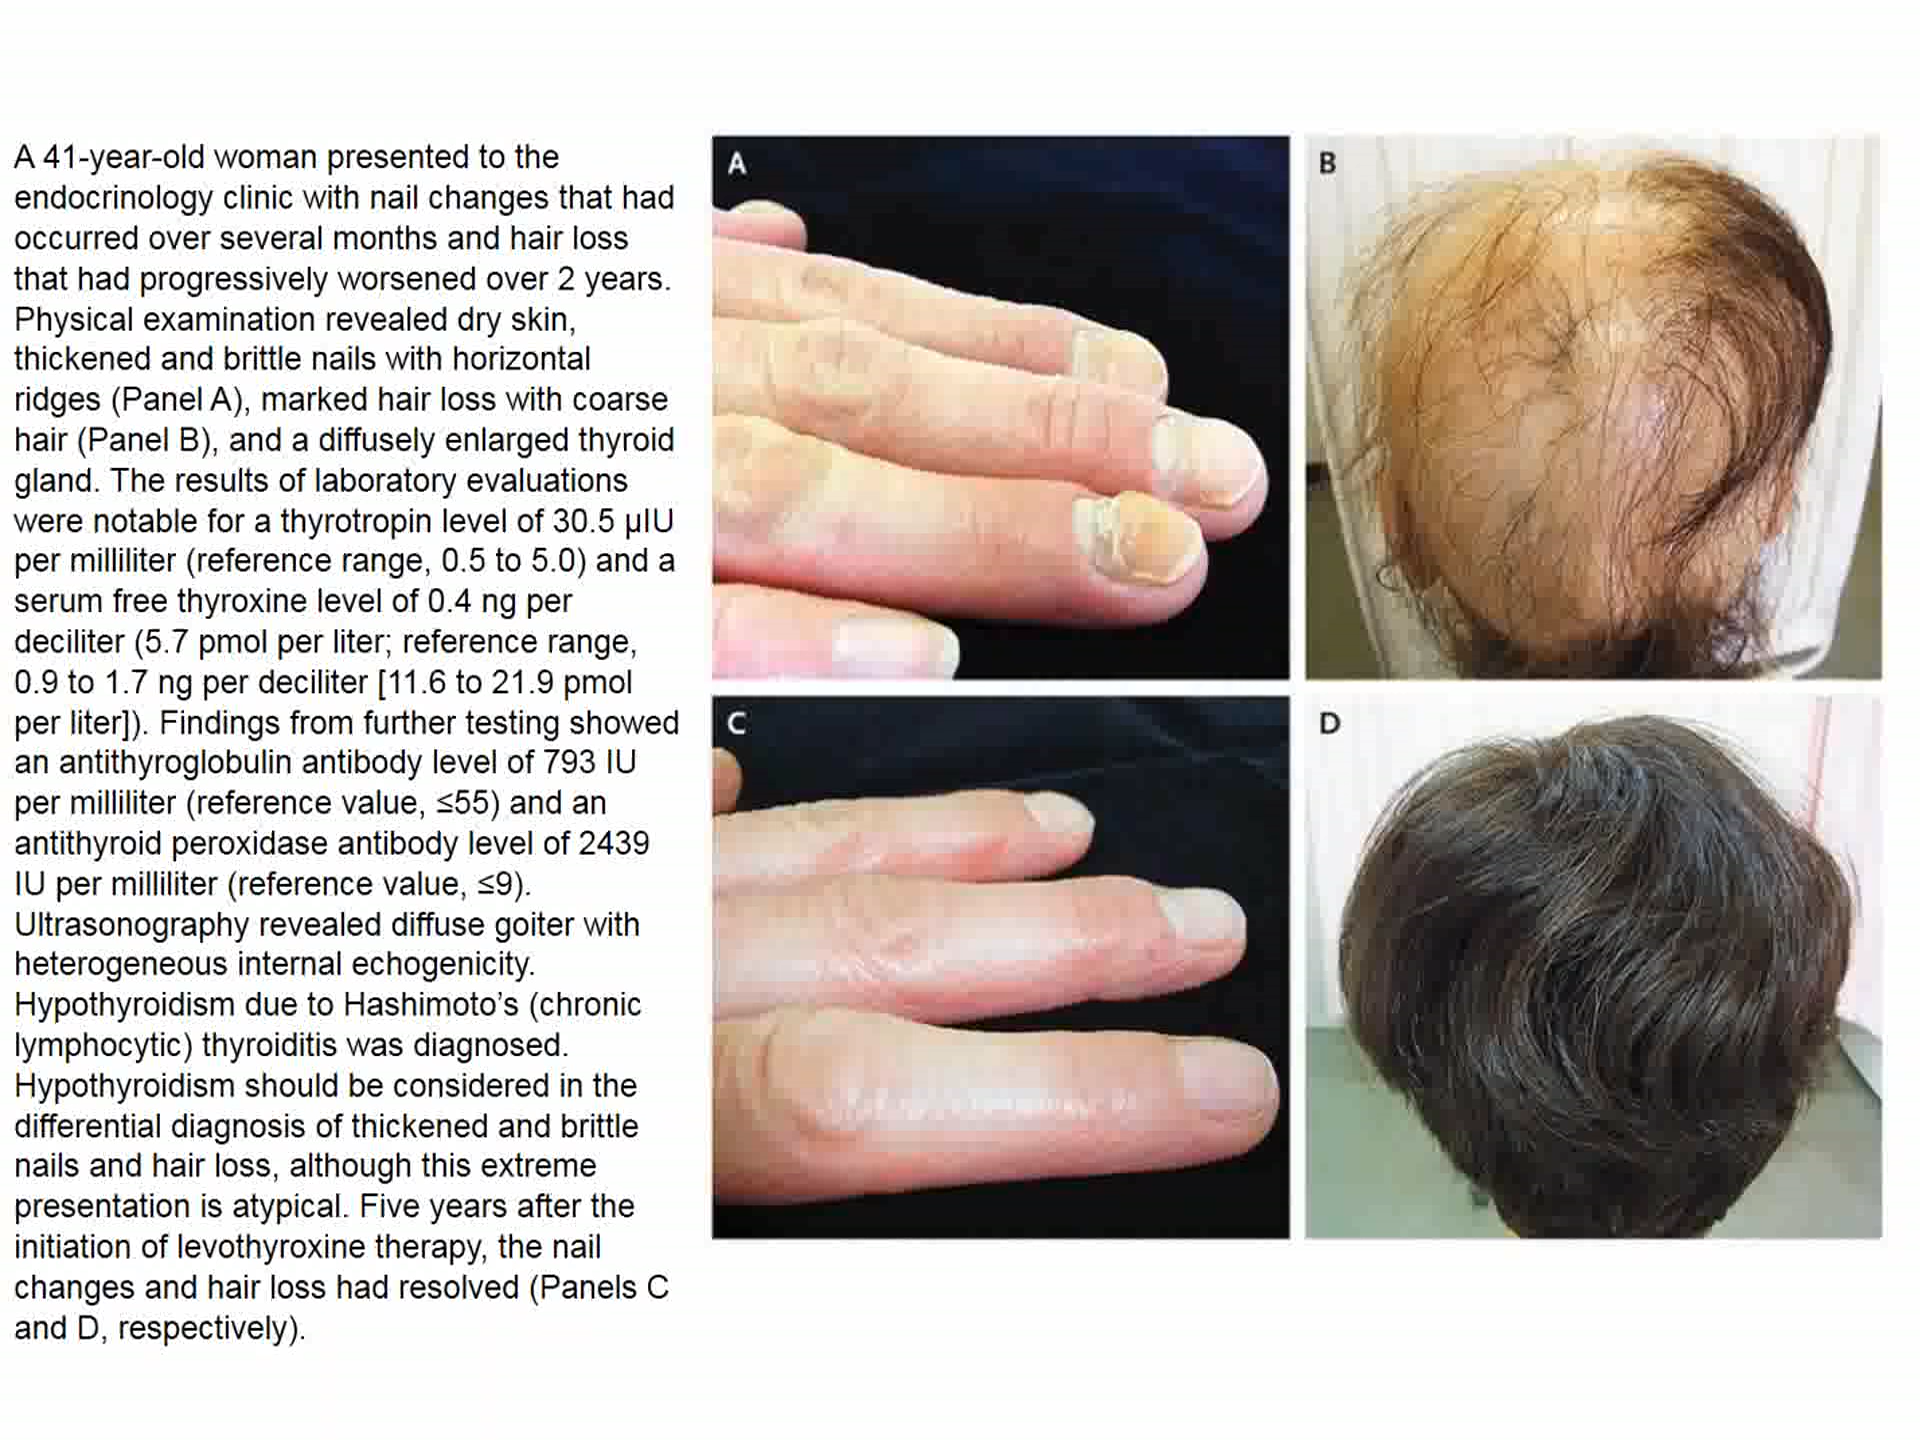 A 41-year-old woman presented to the
endocrinology clinic with nail changes that had
occurred over several months and hair loss
that had progressively worsened over 2 years.
Physical examination revealed dry skin,
thickened and brittle nails with horizontal
ridges (Panel A), marked hair loss with coarse
hair (Panel B), and a diffusely enlarged thyroid
gland. The results of laboratory evaluations
were notable for a thyrotropin level of 30.5 μIU
per milliliter (reference range, 0.5 to 5.0) and a
serum free thyroxine level of 0.4 ng per
deciliter (5.7 pmol per liter; reference range,
0.9 to 1.7 ng per deciliter [11.6 to 21.9 pmol
per liter]). Findings from further testing showed
an antithyroglobulin antibody level of 793 IU
per milliliter (reference value, ≤55) and an
antithyroid peroxidase antibody level of 2439
IU per milliliter (reference value, ≤9).
Ultrasonography revealed diffuse goiter with
heterogeneous internal echogenicity.
Hypothyroidism due to Hashimoto’s (chronic
lymphocytic) thyroiditis was diagnosed.
Hypothyroidism should be considered in the
differential diagnosis of thickened and brittle
nails and hair loss, although this extreme
presentation is atypical. Five years after the
initiation of levothyroxine therapy, the nail
changes and hair loss had resolved (Panels C
and D, respectively).
A
B
C
D